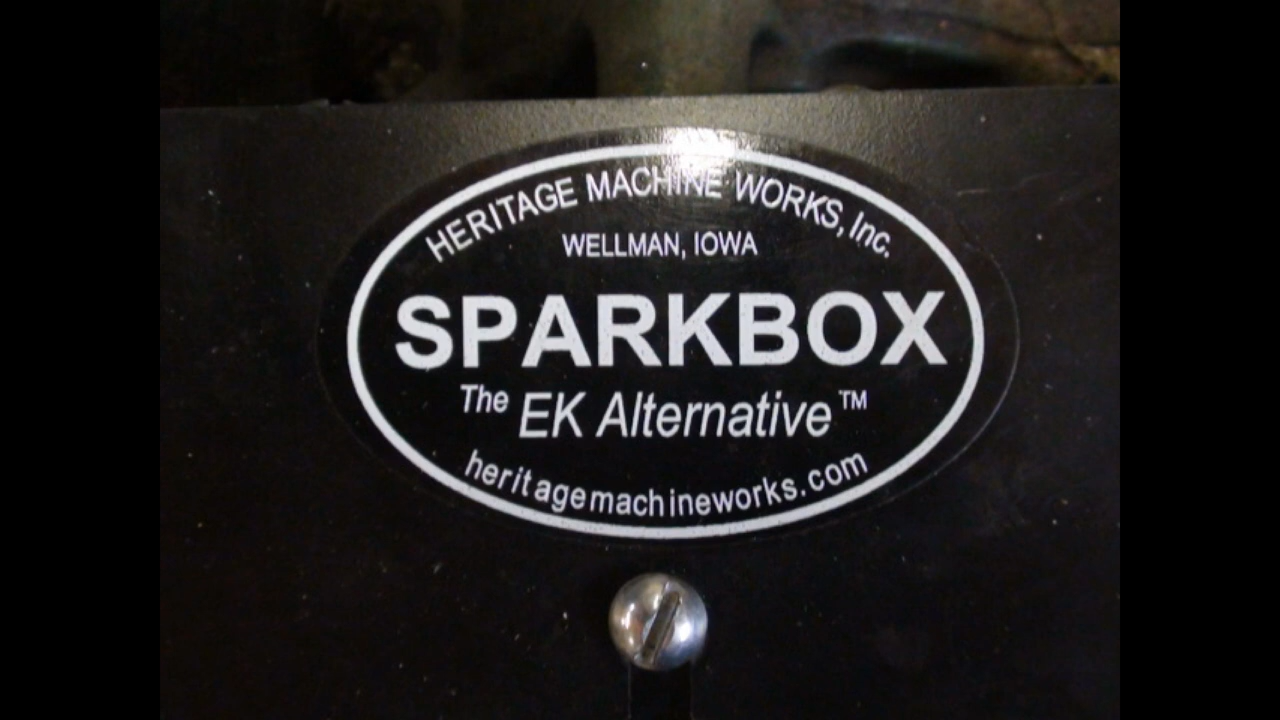 HERITAGE MACHINE WORKS, Inc.
WELLMAN, IOWA
SPARKBOX
The EK Alternative™
heritagemachineworks.com